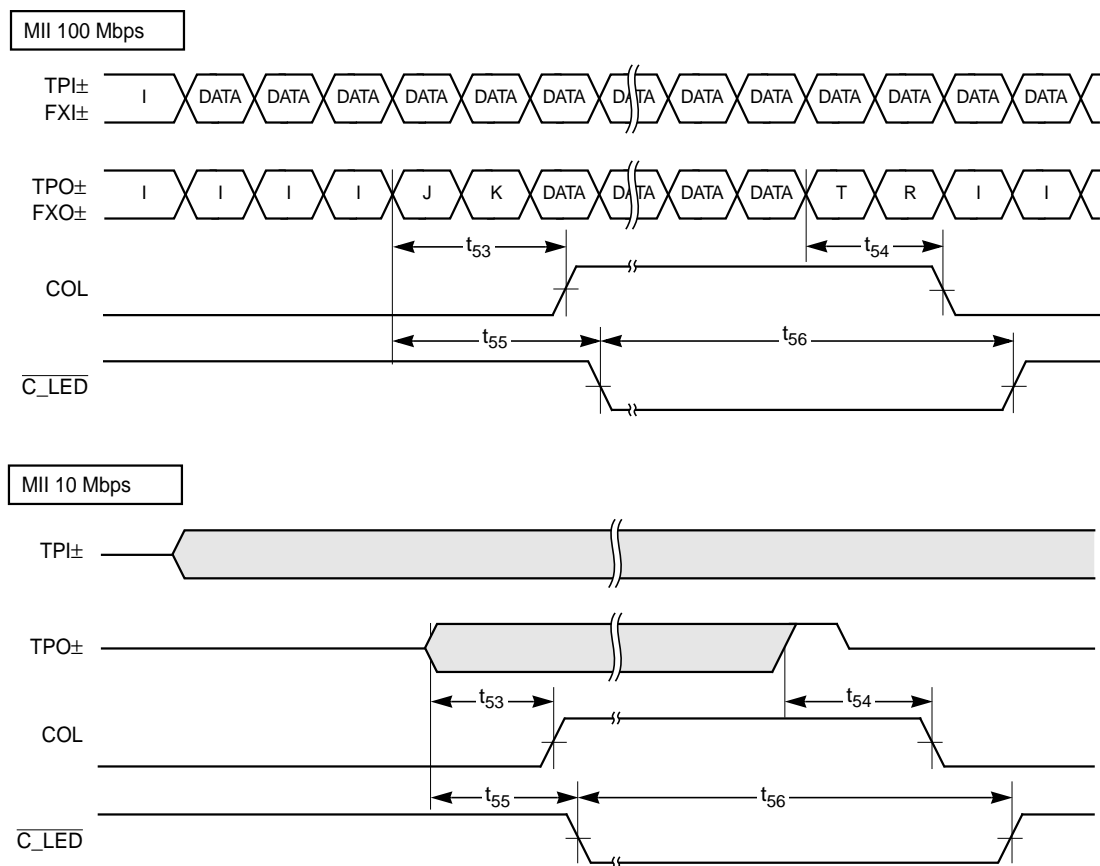 MII 100 Mbps
TPI±
FXI±
I DATA DATA DATA DATA DATA DATA DATA DATA DATA DATA DATA DATA DATA
TPO±
FXO±
I I I I J K DATA DATA DATA DATA T R I I
t53 t54
COL
t55 t56
C_LED
MII 10 Mbps
TPI±
TPO±
t53 t54
COL
t55 t56
C_LED